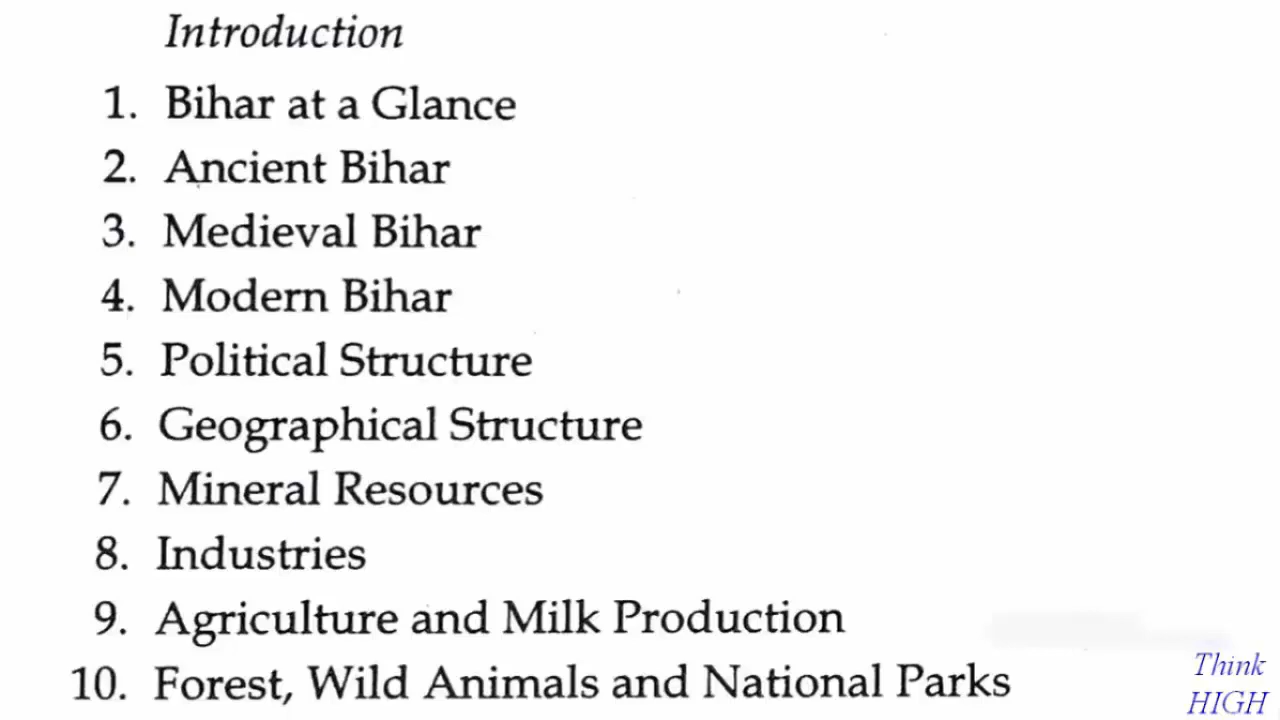 Introduction
1. Bihar at a Glance
2. Ancient Bihar
3. Medieval Bihar
4. Modern Bihar
5. Political Structure
6. Geographical Structure
7. Mineral Resources
8. Industries
9. Agriculture and Milk Production
10. Forest, Wild Animals and National Parks
Think
HIGH